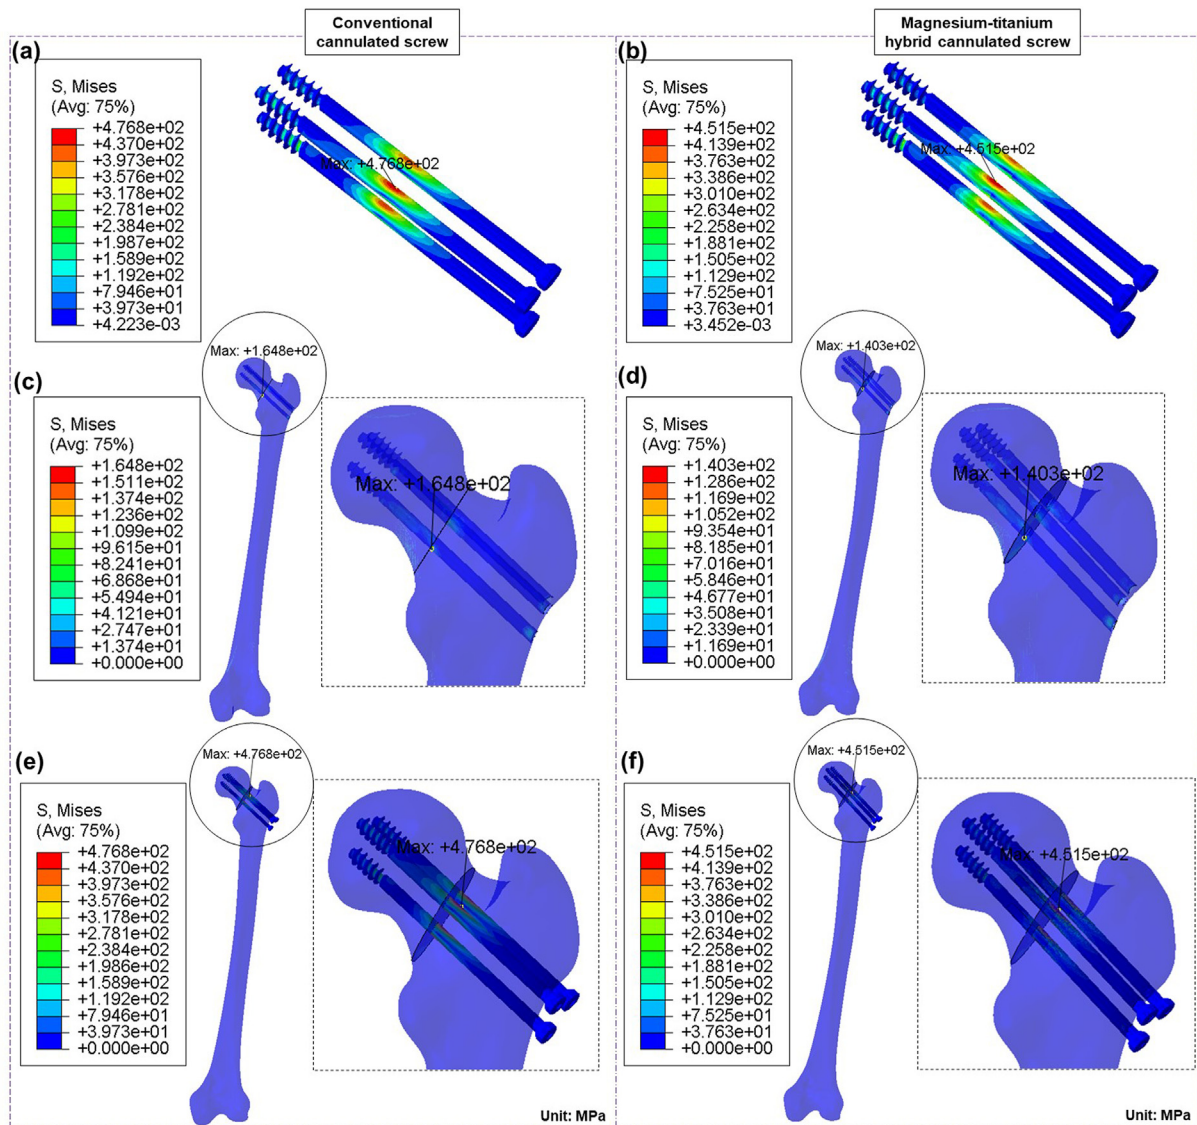 Conventional
cannulated screw
Magnesium-titanium
hybrid cannulated screw
(a)
S, Mises
(Avg: 75%)
+4.768e+02
+4.370e+02
+3.973e+02
+3.576e+02
+3.178e+02
+2.781e+02
+2.384e+02
+1.987e+02
+1.589e+02
+1.192e+02
+7.946e+01
+3.973e+01
+4.223e-03
Max: +4.768e+02
(b)
S, Mises
(Avg: 75%)
+4.515e+02
+4.139e+02
+3.763e+02
+3.386e+02
+3.010e+02
+2.634e+02
+2.258e+02
+1.881e+02
+1.505e+02
+1.129e+02
+7.525e+01
+3.763e+01
+3.452e-03
Max: +4.515e+02
(c)
S, Mises
(Avg: 75%)
+1.648e+02
+1.511e+02
+1.374e+02
+1.236e+02
+1.099e+02
+9.615e+01
+8.241e+01
+6.868e+01
+5.494e+01
+4.121e+01
+2.747e+01
+1.374e+01
+0.000e+00
Max: +1.648e+02
Max: +1.648e+02
(d)
S, Mises
(Avg: 75%)
+1.403e+02
+1.286e+02
+1.169e+02
+1.052e+02
+9.354e+01
+8.185e+01
+7.016e+01
+5.846e+01
+4.677e+01
+3.508e+01
+2.339e+01
+1.169e+01
+0.000e+00
Max: +1.403e+02
Max: +1.403e+02
(e)
S, Mises
(Avg: 75%)
+4.768e+02
+4.370e+02
+3.973e+02
+3.576e+02
+3.178e+02
+2.781e+02
+2.384e+02
+1.986e+02
+1.589e+02
+1.192e+02
+7.946e+01
+3.973e+01
+0.000e+00
Max: +4.768e+02
Max: +4.768e+02
Unit: MPa
(f)
S, Mises
(Avg: 75%)
+4.515e+02
+4.139e+02
+3.763e+02
+3.386e+02
+3.010e+02
+2.634e+02
+2.258e+02
+1.881e+02
+1.505e+02
+1.129e+02
+7.525e+01
+3.763e+01
+0.000e+00
Max: +4.515e+02
Max: +4.515e+02
Unit: MPa